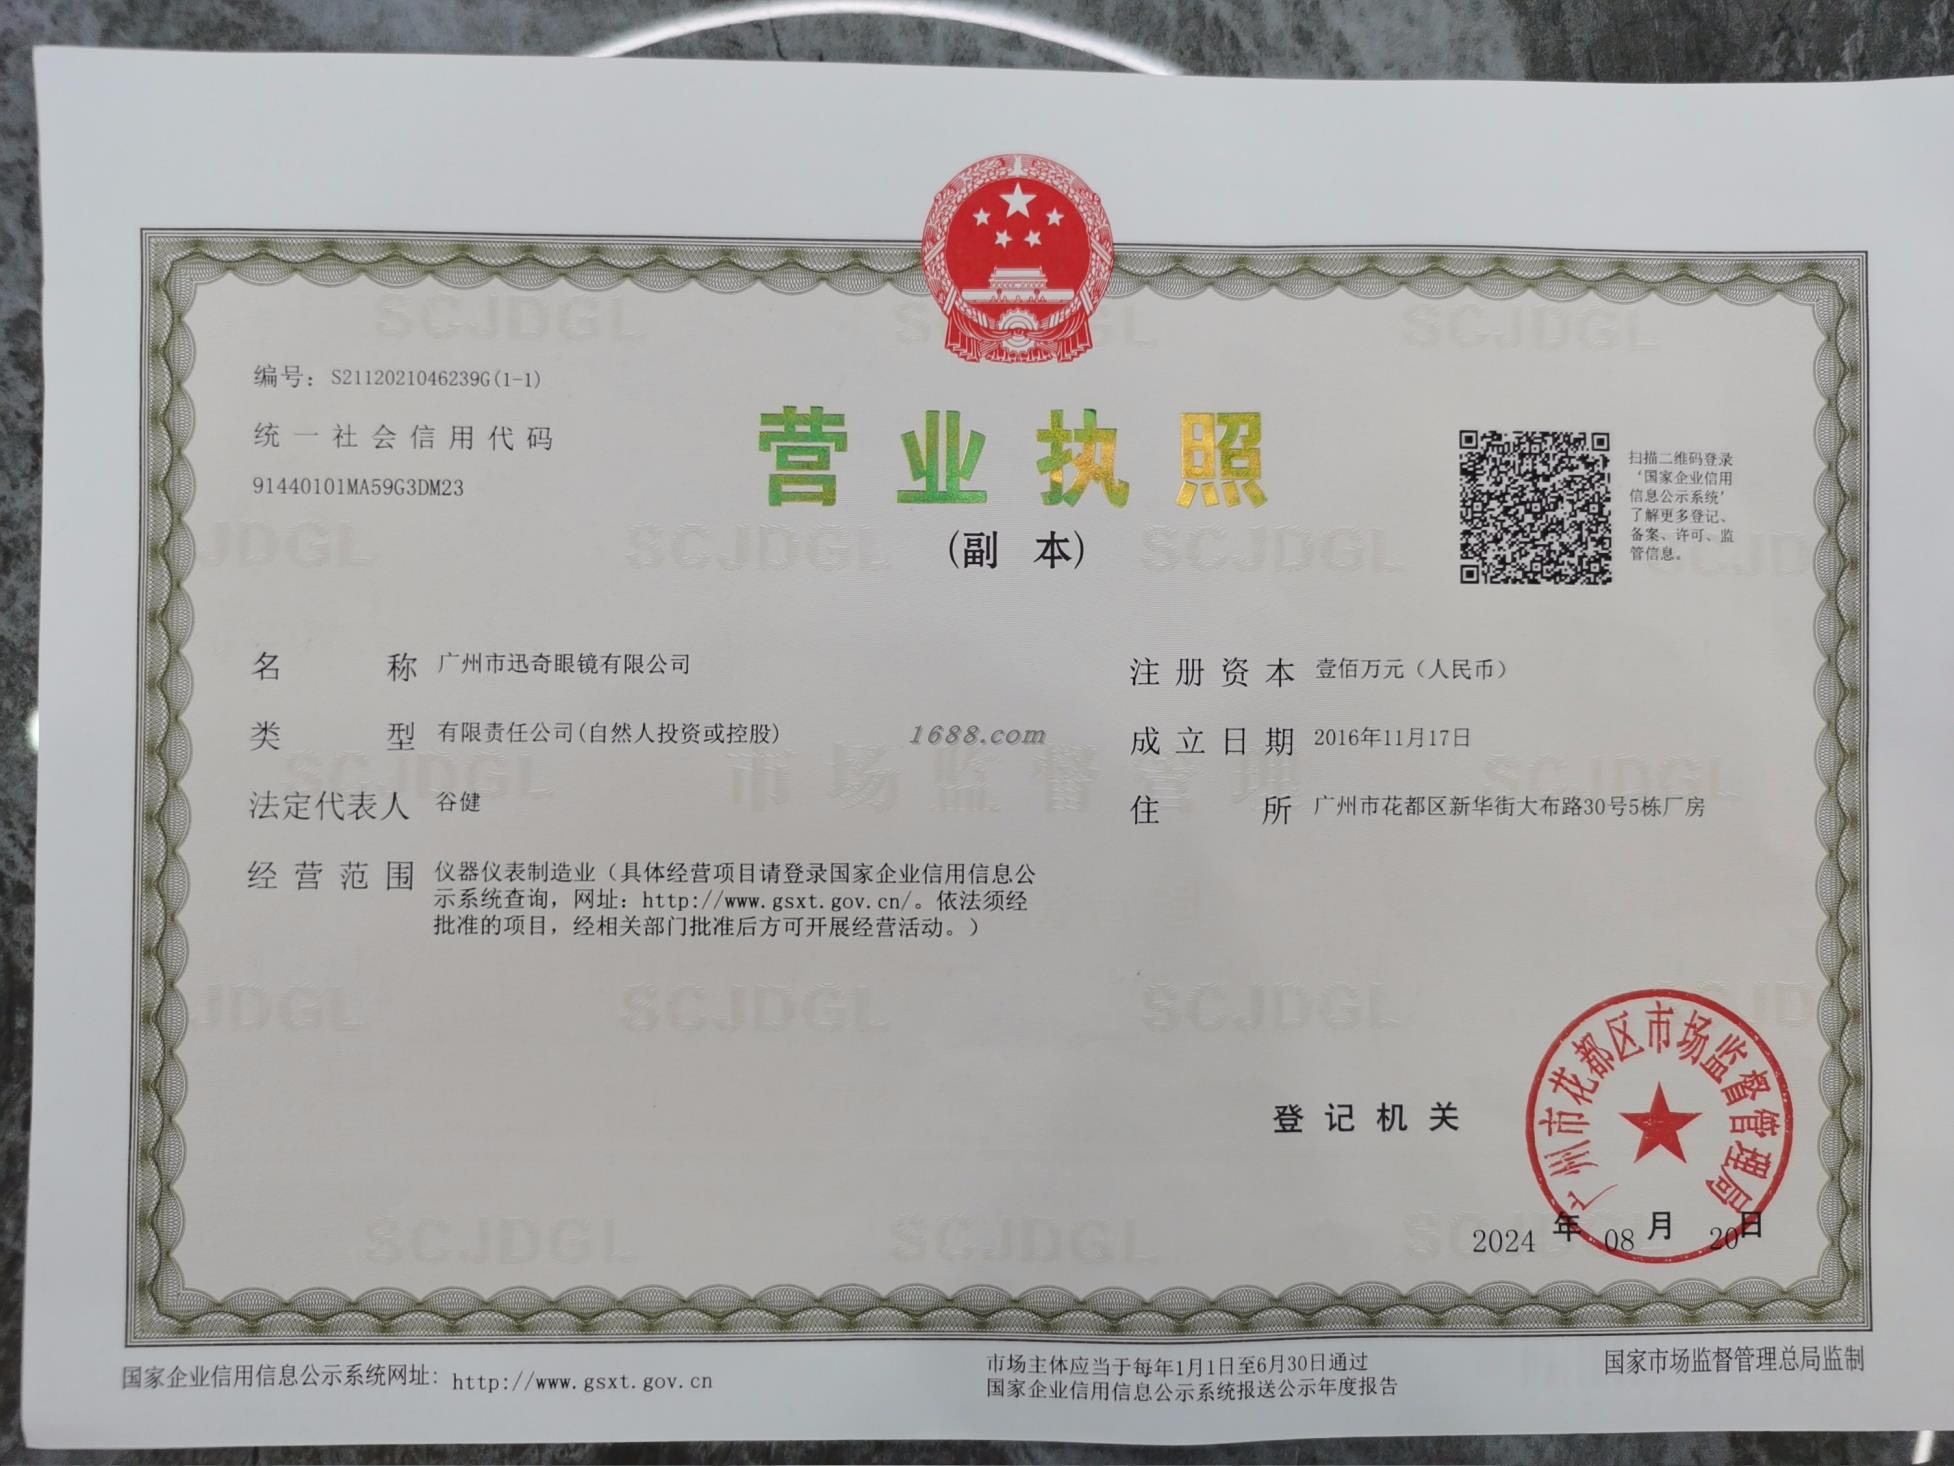 编号：S2112021046239G(1-1)
统一社会信用代码
91440101MA59G3DM23
营业执照
(副 本)
扫描二维码登录
‘国家企业信用
信息公示系统’
了解更多登记、
备案、许可、监
管信息。
名 称 广州市迅奇眼镜有限公司
类 型 有限责任公司(自然人投资或控股)
法定代表人 谷健
经营范围 仪器仪表制造业（具体经营项目请登录国家企业信用信息公
示系统查询，网址：http://www.gsxt.gov.cn/。依法须经
批准的项目，经相关部门批准后方可开展经营活动。）
1688.com
注册资本 壹佰万元（人民币）
成立日期 2016年11月17日
住 所 广州市花都区新华街大布路30号5栋厂房
市场监督管理
SCJDGL
登记机关
广州市花都区市场监督管理局
2024 年 08 月 20日
国家企业信用信息公示系统网址：http://www.gsxt.gov.cn
市场主体应当于每年1月1日至6月30日通过
国家企业信用信息公示系统报送公示年度报告
国家市场监督管理总局监制